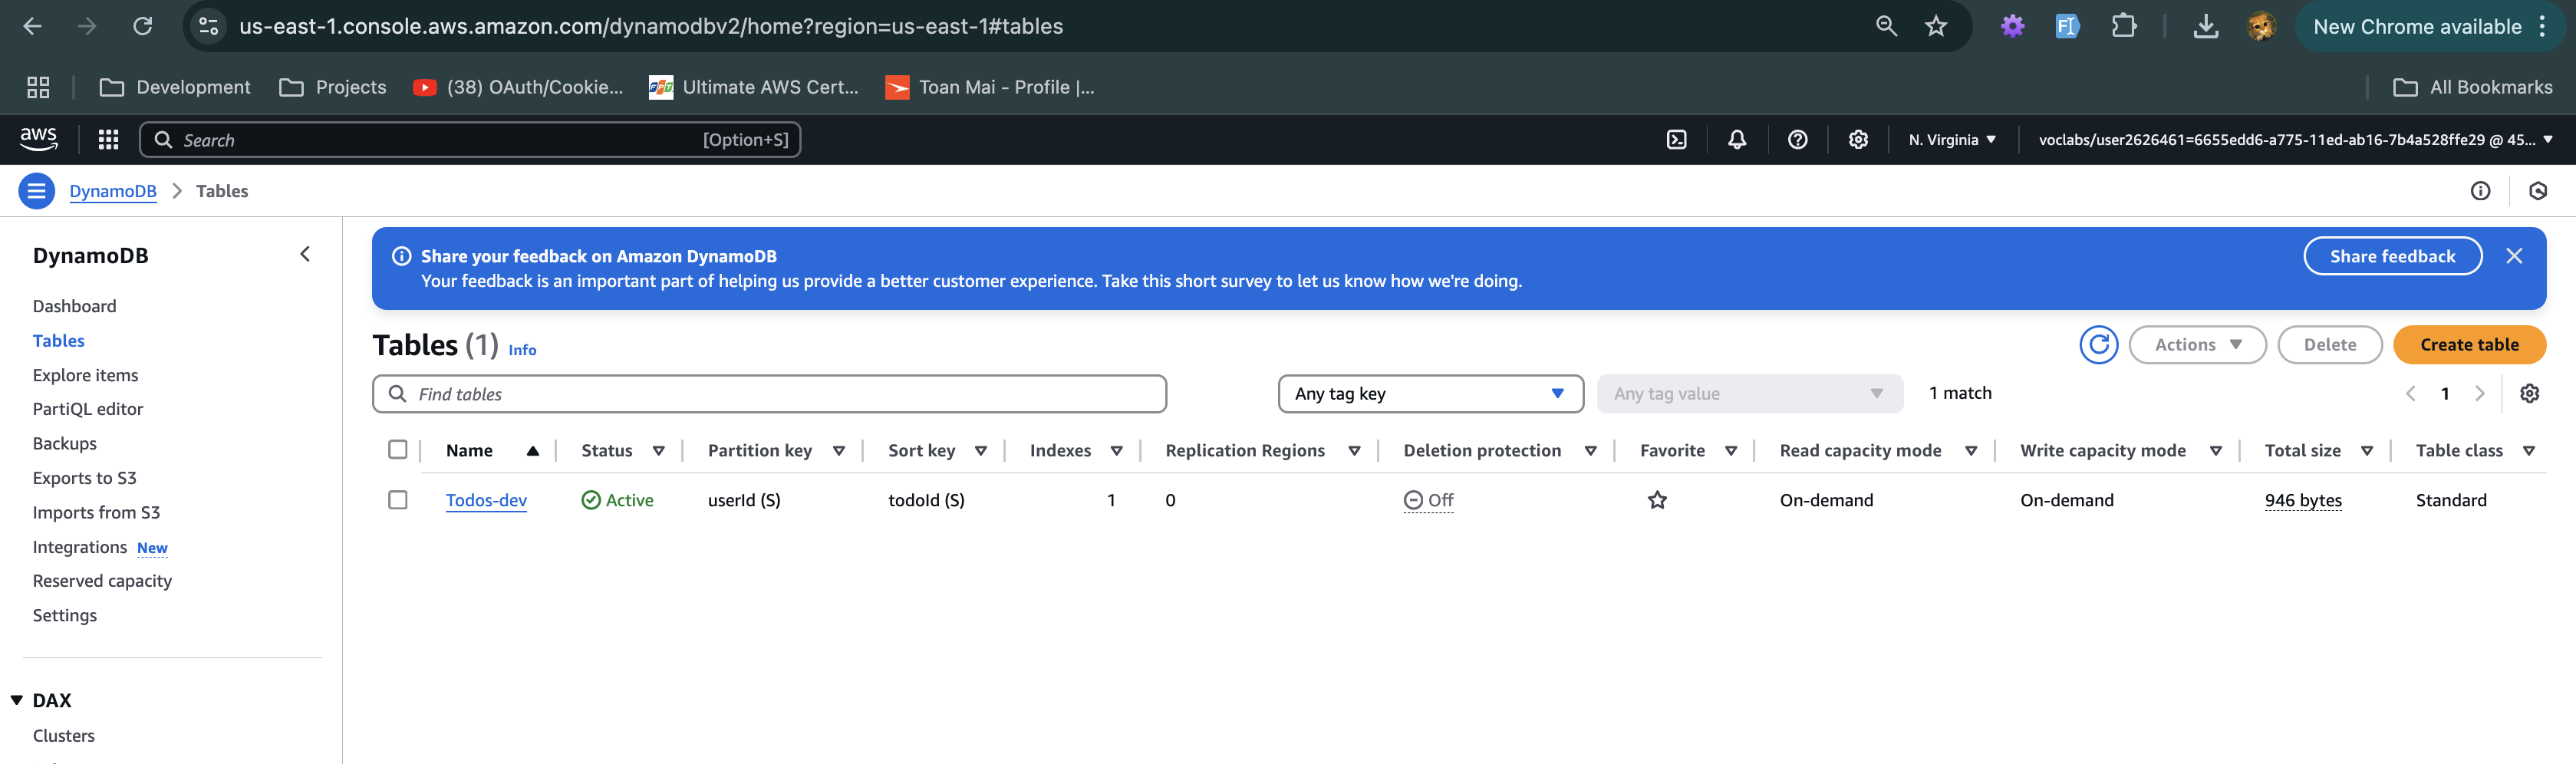 us-east-1.console.aws.amazon.com/dynamodbv2/home?region=us-east-1#tables
New Chrome available
Development
Projects
(38) OAuth/Cookie...
Ultimate AWS Cert...
Toan Mai - Profile |...
All Bookmarks
aws
Search
[Option+S]
N. Virginia
voclabs/user2626461=6655edd6-a775-11ed-ab16-7b4a528ffe29 @ 45...
DynamoDB
Tables
DynamoDB
Dashboard
Tables
Explore items
PartiQL editor
Backups
Exports to S3
Imports from S3
Integrations New
Reserved capacity
Settings
DAX
Clusters
Share your feedback on Amazon DynamoDB
Your feedback is an important part of helping us provide a better customer experience. Take this short survey to let us know how we're doing.
Share feedback
Tables (1) Info
Actions
Delete
Create table
Find tables
Any tag key
Any tag value
1 match
1
Name Status Partition key Sort key Indexes Replication Regions Deletion protection Favorite Read capacity mode Write capacity mode Total size Table class
Todos-dev Active userId (S) todoId (S) 1 0 Off On-demand On-demand 946 bytes Standard